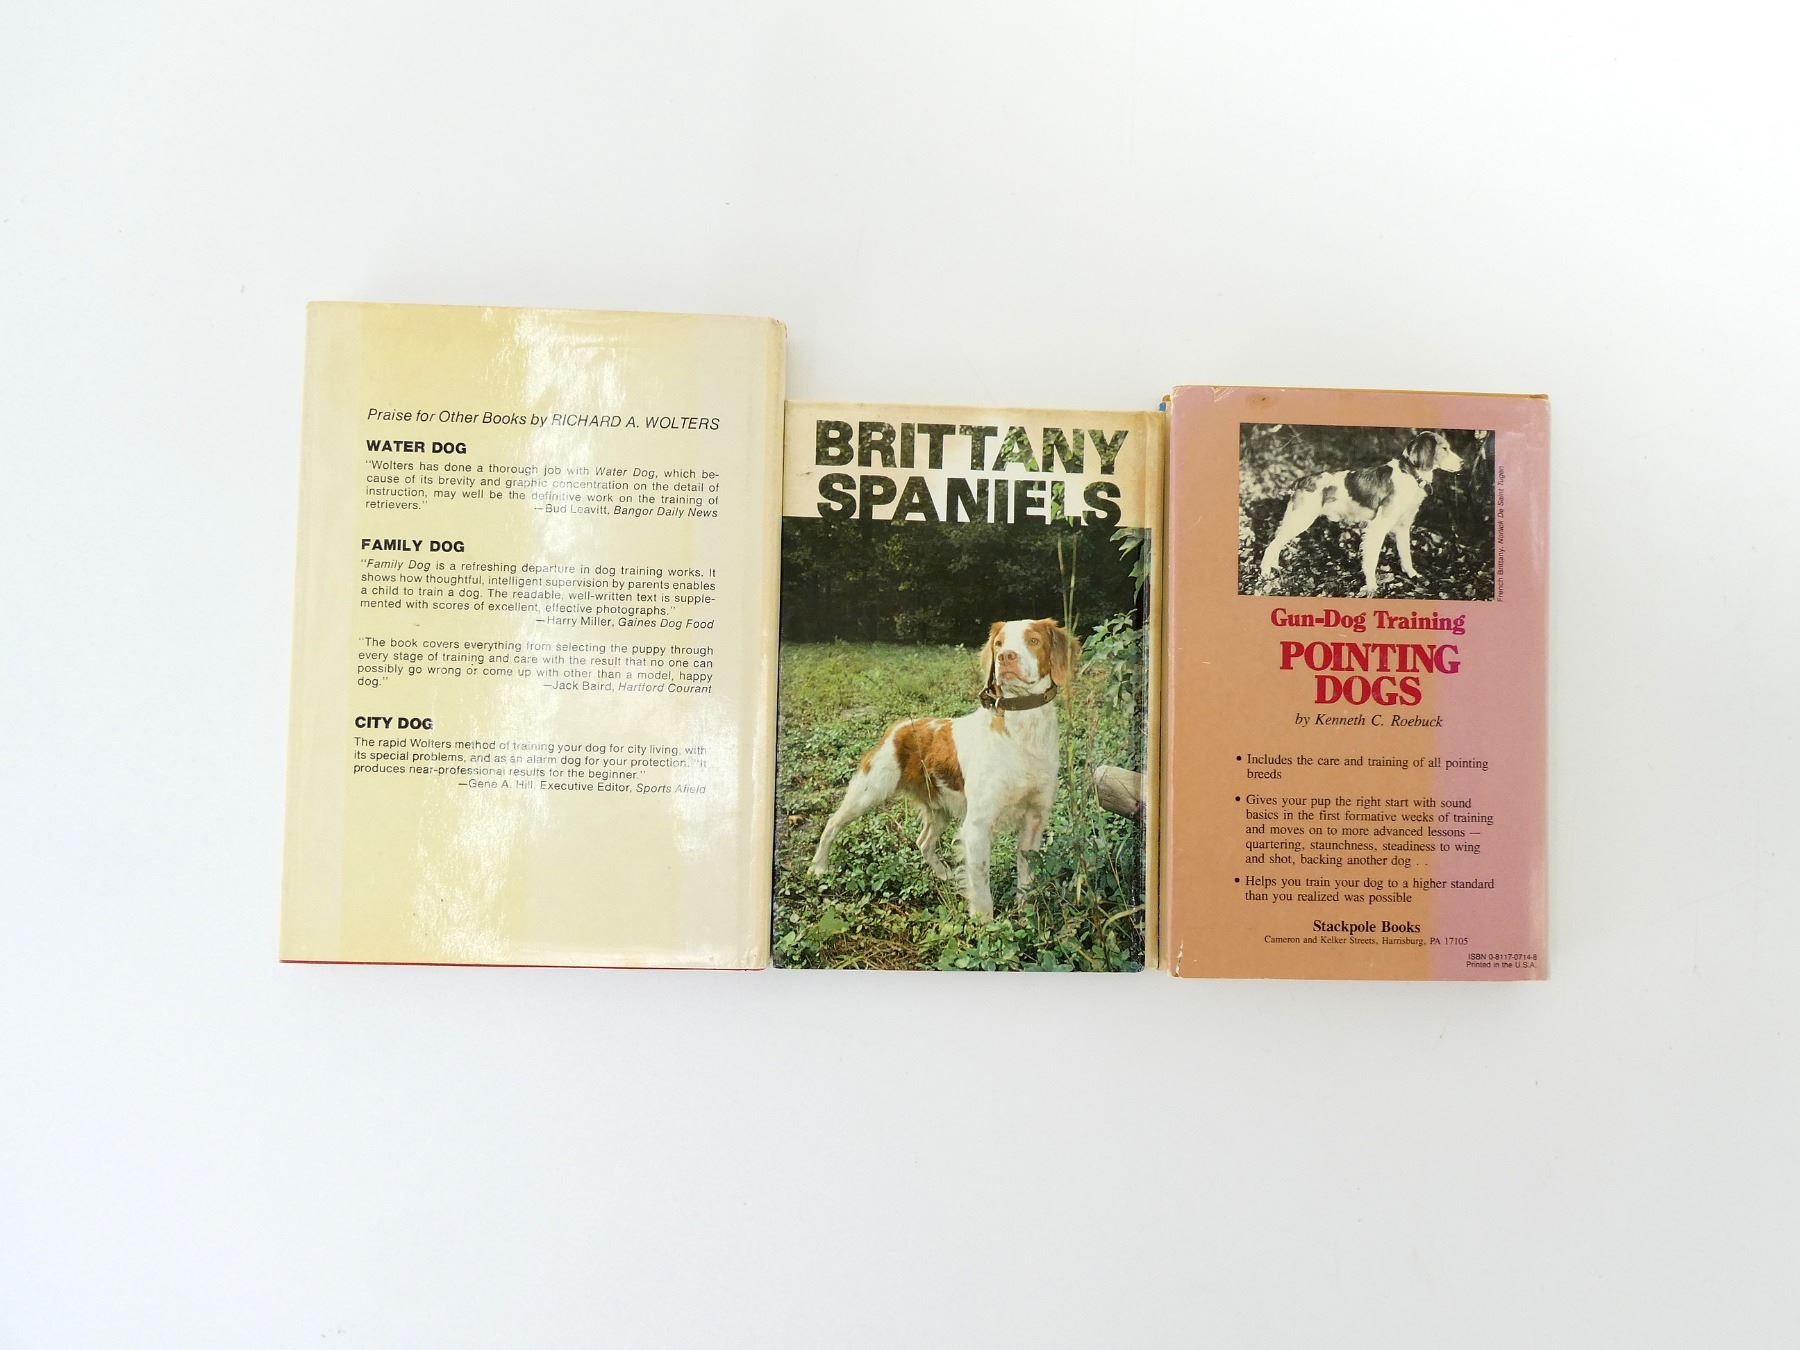 Praise for Other Books by RICHARD A. WOLTERS
WATER DOG
"Wolters has done a thorough job with Water Dog, which be-
cause of its brevity and graphic concentration on the detail of
instruction, may well be the definitive work on the training of
retrievers." —Bud Leavitt, Bangor Daily News
FAMILY DOG
"Family Dog is a refreshing departure in dog training works. It
shows how thoughtful, intelligent supervision by parents enables
a child to train a dog. The readable, well-written text is supple-
mented with scores of excellent, effective photographs."
—Harry Miller, Gaines Dog Food
"The book covers everything from selecting the puppy through
every stage of training and care with the result that no one can
possibly go wrong or come up with other than a model, happy
dog." —Jack Baird, Hartford Courant
CITY DOG
The rapid Wolters method of training your dog for city living, with
its special problems, and as an alarm dog for your protection. "It
produces near-professional results for the beginner."
—Gene A. Hill, Executive Editor, Sports Afield
BRITTANY
SPANIELS
French Brittany, Nordick De Saint Tugen
Gun-Dog Training
POINTING
DOGS
by Kenneth C. Roebuck
• Includes the care and training of all pointing
breeds
• Gives your pup the right start with sound
basics in the first formative weeks of training
and moves on to more advanced lessons —
quartering, staunchness, steadiness to wing
and shot, backing another dog . .
• Helps you train your dog to a higher standard
than you realized was possible
Stackpole Books
Cameron and Kelker Streets, Harrisburg, PA 17105
ISBN 0-8117-0714-8
Printed in the U.S.A.